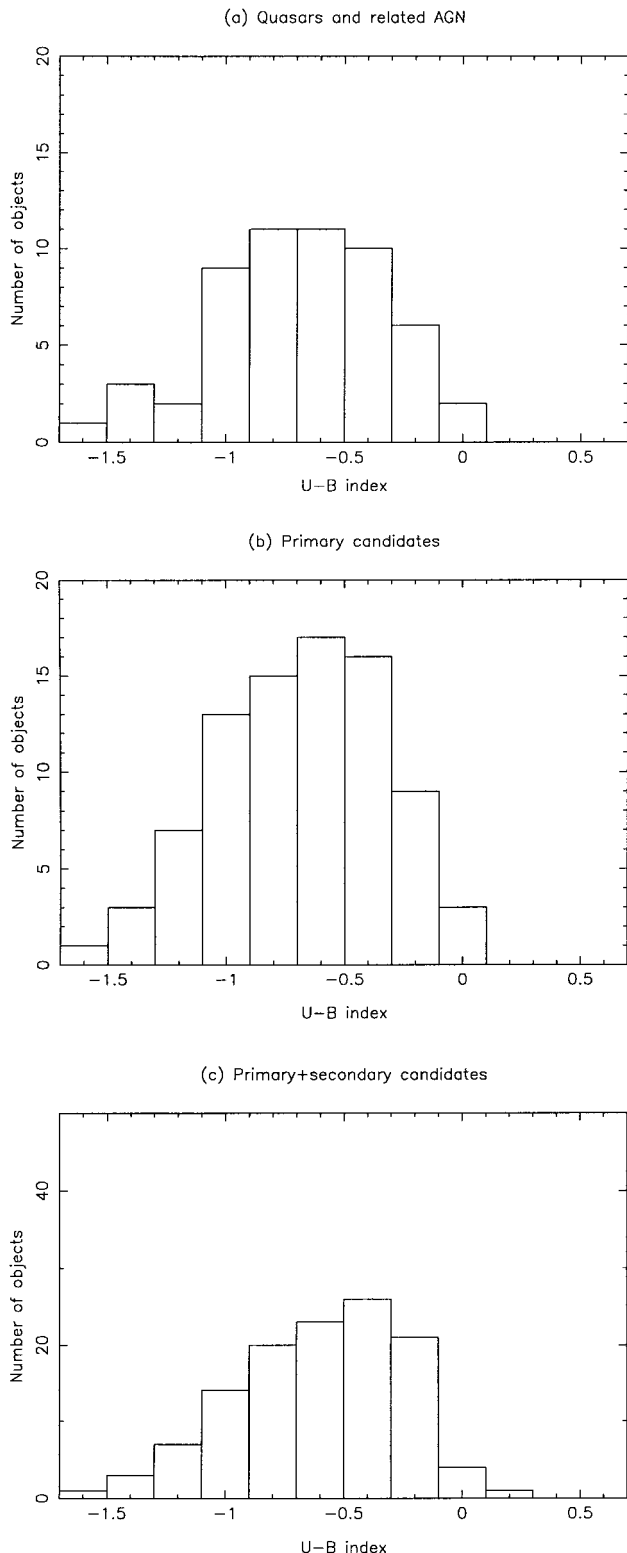 (a) Quasars and related AGN
20
15
10
5
0
Number of objects
−1.5 −1 −0.5 0 0.5
U−B index
(b) Primary candidates
20
15
10
5
0
Number of objects
−1.5 −1 −0.5 0 0.5
U−B index
(c) Primary+secondary candidates
40
20
0
Number of objects
−1.5 −1 −0.5 0 0.5
U−B index